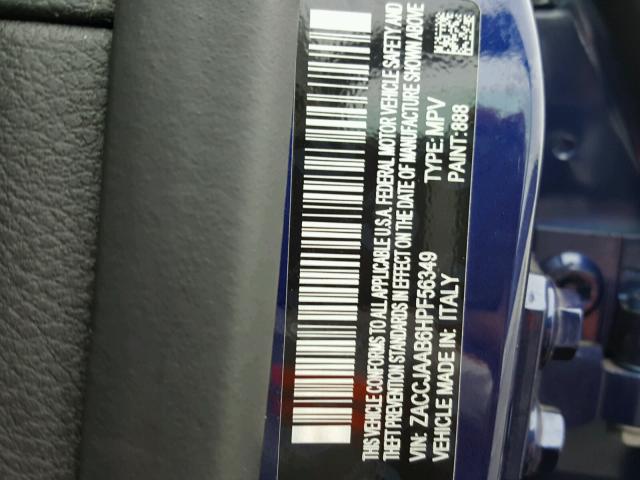 THIS VEHICLE CONFORMS TO ALL APPLICABLE U.S.A. FEDERAL MOTOR VEHICLE SAFETY AND
THEFT PREVENTION STANDARDS IN EFFECT ON THE DATE OF MANUFACTURE SHOWN ABOVE
VIN: ZACCJAAB6HPF56349 TYPE: MPV
VEHICLE MADE IN: ITALY PAINT: 888